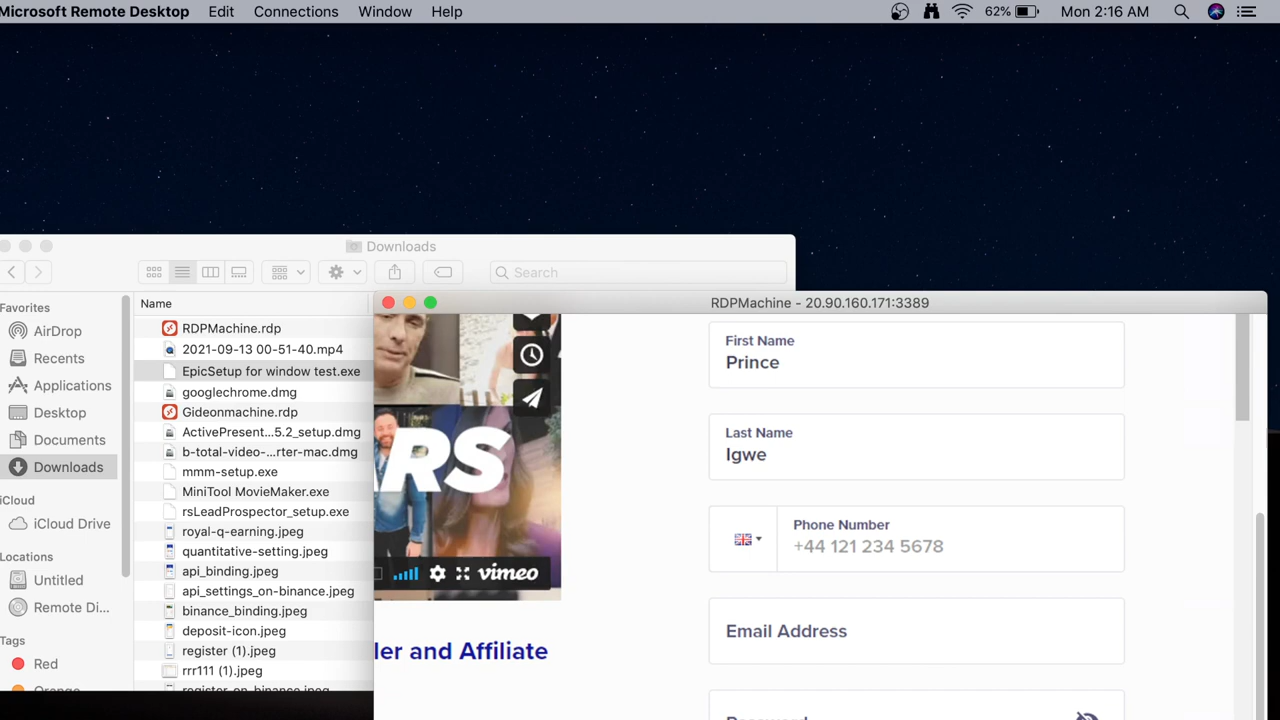 Microsoft Remote Desktop Edit Connections Window Help 62% Mon 2:16 AM
Downloads
Search
Favorites
AirDrop
Recents
Applications
Desktop
Documents
Downloads
iCloud
iCloud Drive
Locations
Untitled
Remote Di...
Tags
Red
Orange
Name
RDPMachine.rdp
2021-09-13 00-51-40.mp4
EpicSetup for window test.exe
googlechrome.dmg
Gideonmachine.rdp
ActivePresent...5.2_setup.dmg
b-total-video-...rter-mac.dmg
mmm-setup.exe
MiniTool MovieMaker.exe
rsLeadProspector_setup.exe
royal-q-earning.jpeg
quantitative-setting.jpeg
api_binding.jpeg
api_settings_on-binance.jpeg
binance_binding.jpeg
deposit-icon.jpeg
register (1).jpeg
rrr111 (1).jpeg
register_on_binance.jpeg
RDPMachine - 20.90.160.171:3389
ARS
vimeo
ler and Affiliate
First Name
Prince
Last Name
Igwe
Phone Number
+44 121 234 5678
Email Address
Password